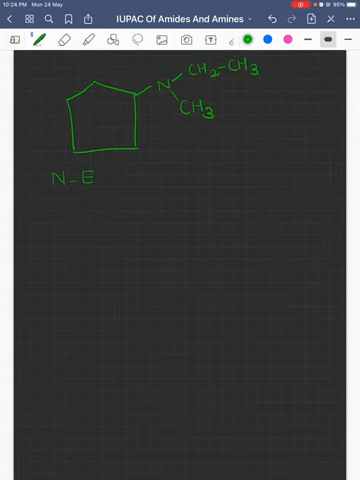 10:24 PM Mon 24 May
95%
IUPAC Of Amides And Amines
N CH2-CH3
CH3
N-E